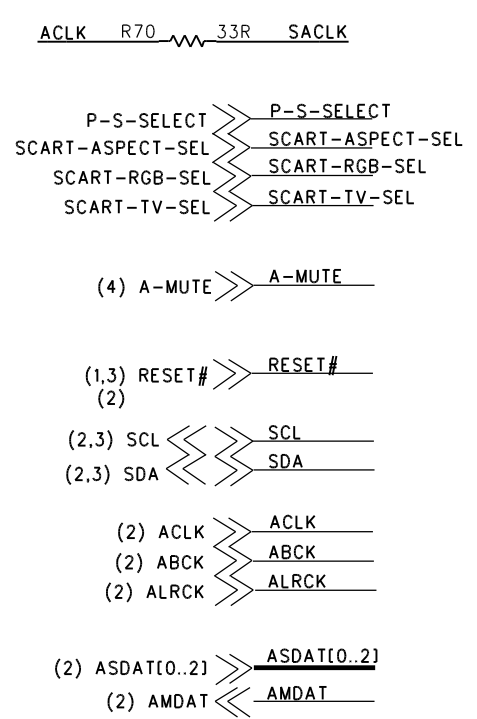 ACLK R70 33R SACLK
P-S-SELECT P-S-SELECT
SCART-ASPECT-SEL SCART-ASPECT-SEL
SCART-RGB-SEL SCART-RGB-SEL
SCART-TV-SEL SCART-TV-SEL
(4) A-MUTE A-MUTE
(1,3) RESET# RESET#
(2)
(2,3) SCL SCL
(2,3) SDA SDA
(2) ACLK ACLK
(2) ABCK ABCK
(2) ALRCK ALRCK
(2) ASDAT[0..2] ASDAT[0..2]
(2) AMDAT AMDAT